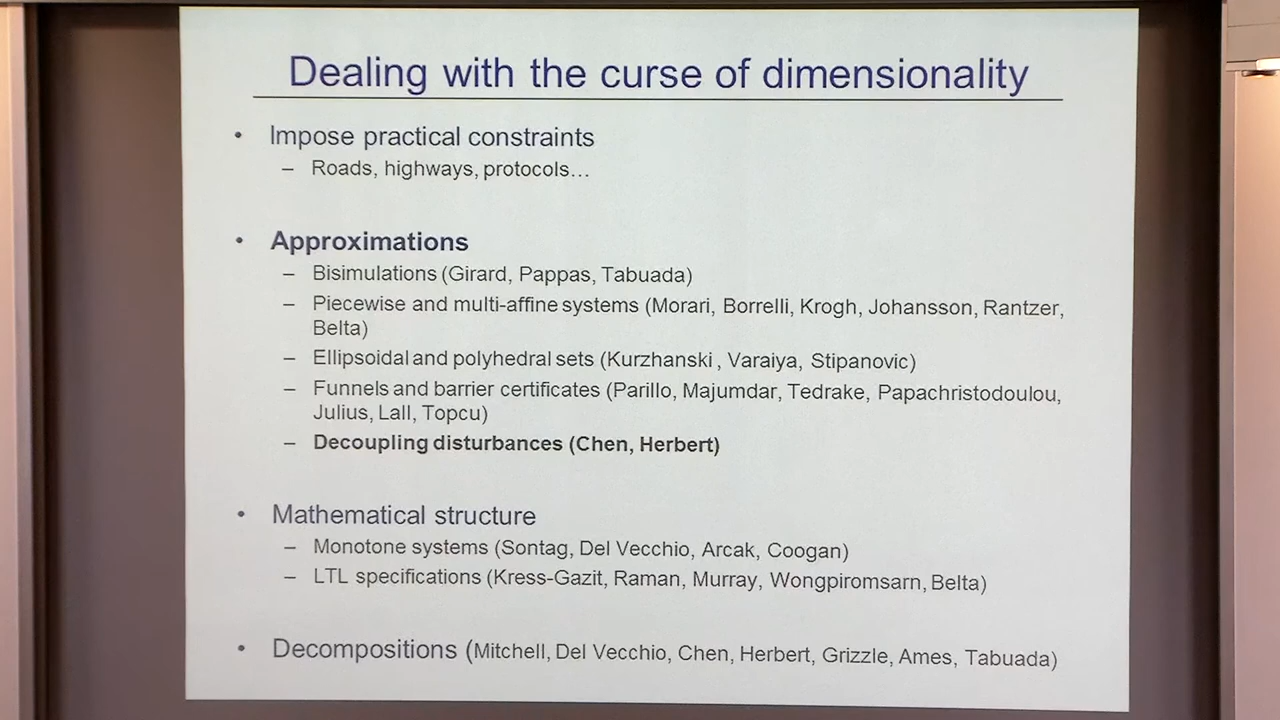 Dealing with the curse of dimensionality
• Impose practical constraints
– Roads, highways, protocols…
• Approximations
– Bisimulations (Girard, Pappas, Tabuada)
– Piecewise and multi-affine systems (Morari, Borrelli, Krogh, Johansson, Rantzer,
Belta)
– Ellipsoidal and polyhedral sets (Kurzhanski, Varaiya, Stipanovic)
– Funnels and barrier certificates (Parillo, Majumdar, Tedrake, Papachristodoulou,
Julius, Lall, Topcu)
– Decoupling disturbances (Chen, Herbert)
• Mathematical structure
– Monotone systems (Sontag, Del Vecchio, Arcak, Coogan)
– LTL specifications (Kress-Gazit, Raman, Murray, Wongpiromsarn, Belta)
• Decompositions (Mitchell, Del Vecchio, Chen, Herbert, Grizzle, Ames, Tabuada)